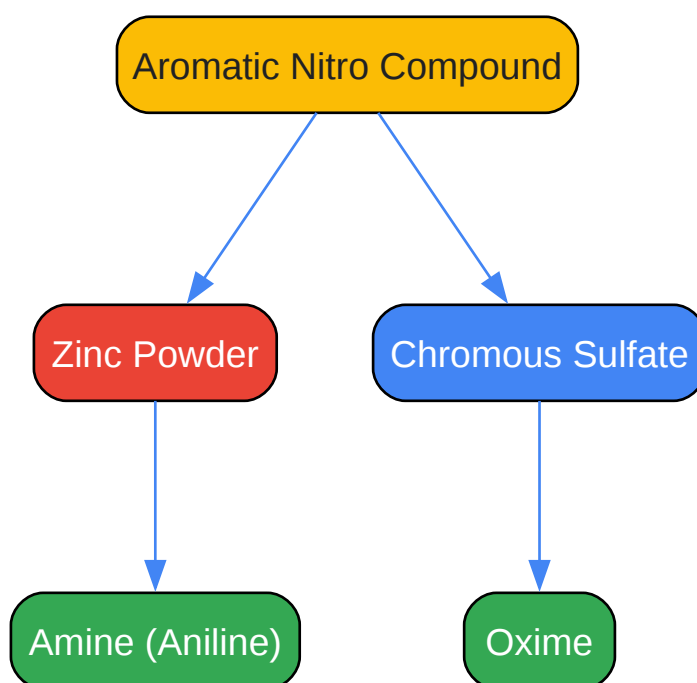 Aromatic Nitro Compound
Zinc Powder
Chromous Sulfate
Amine (Aniline)
Oxime